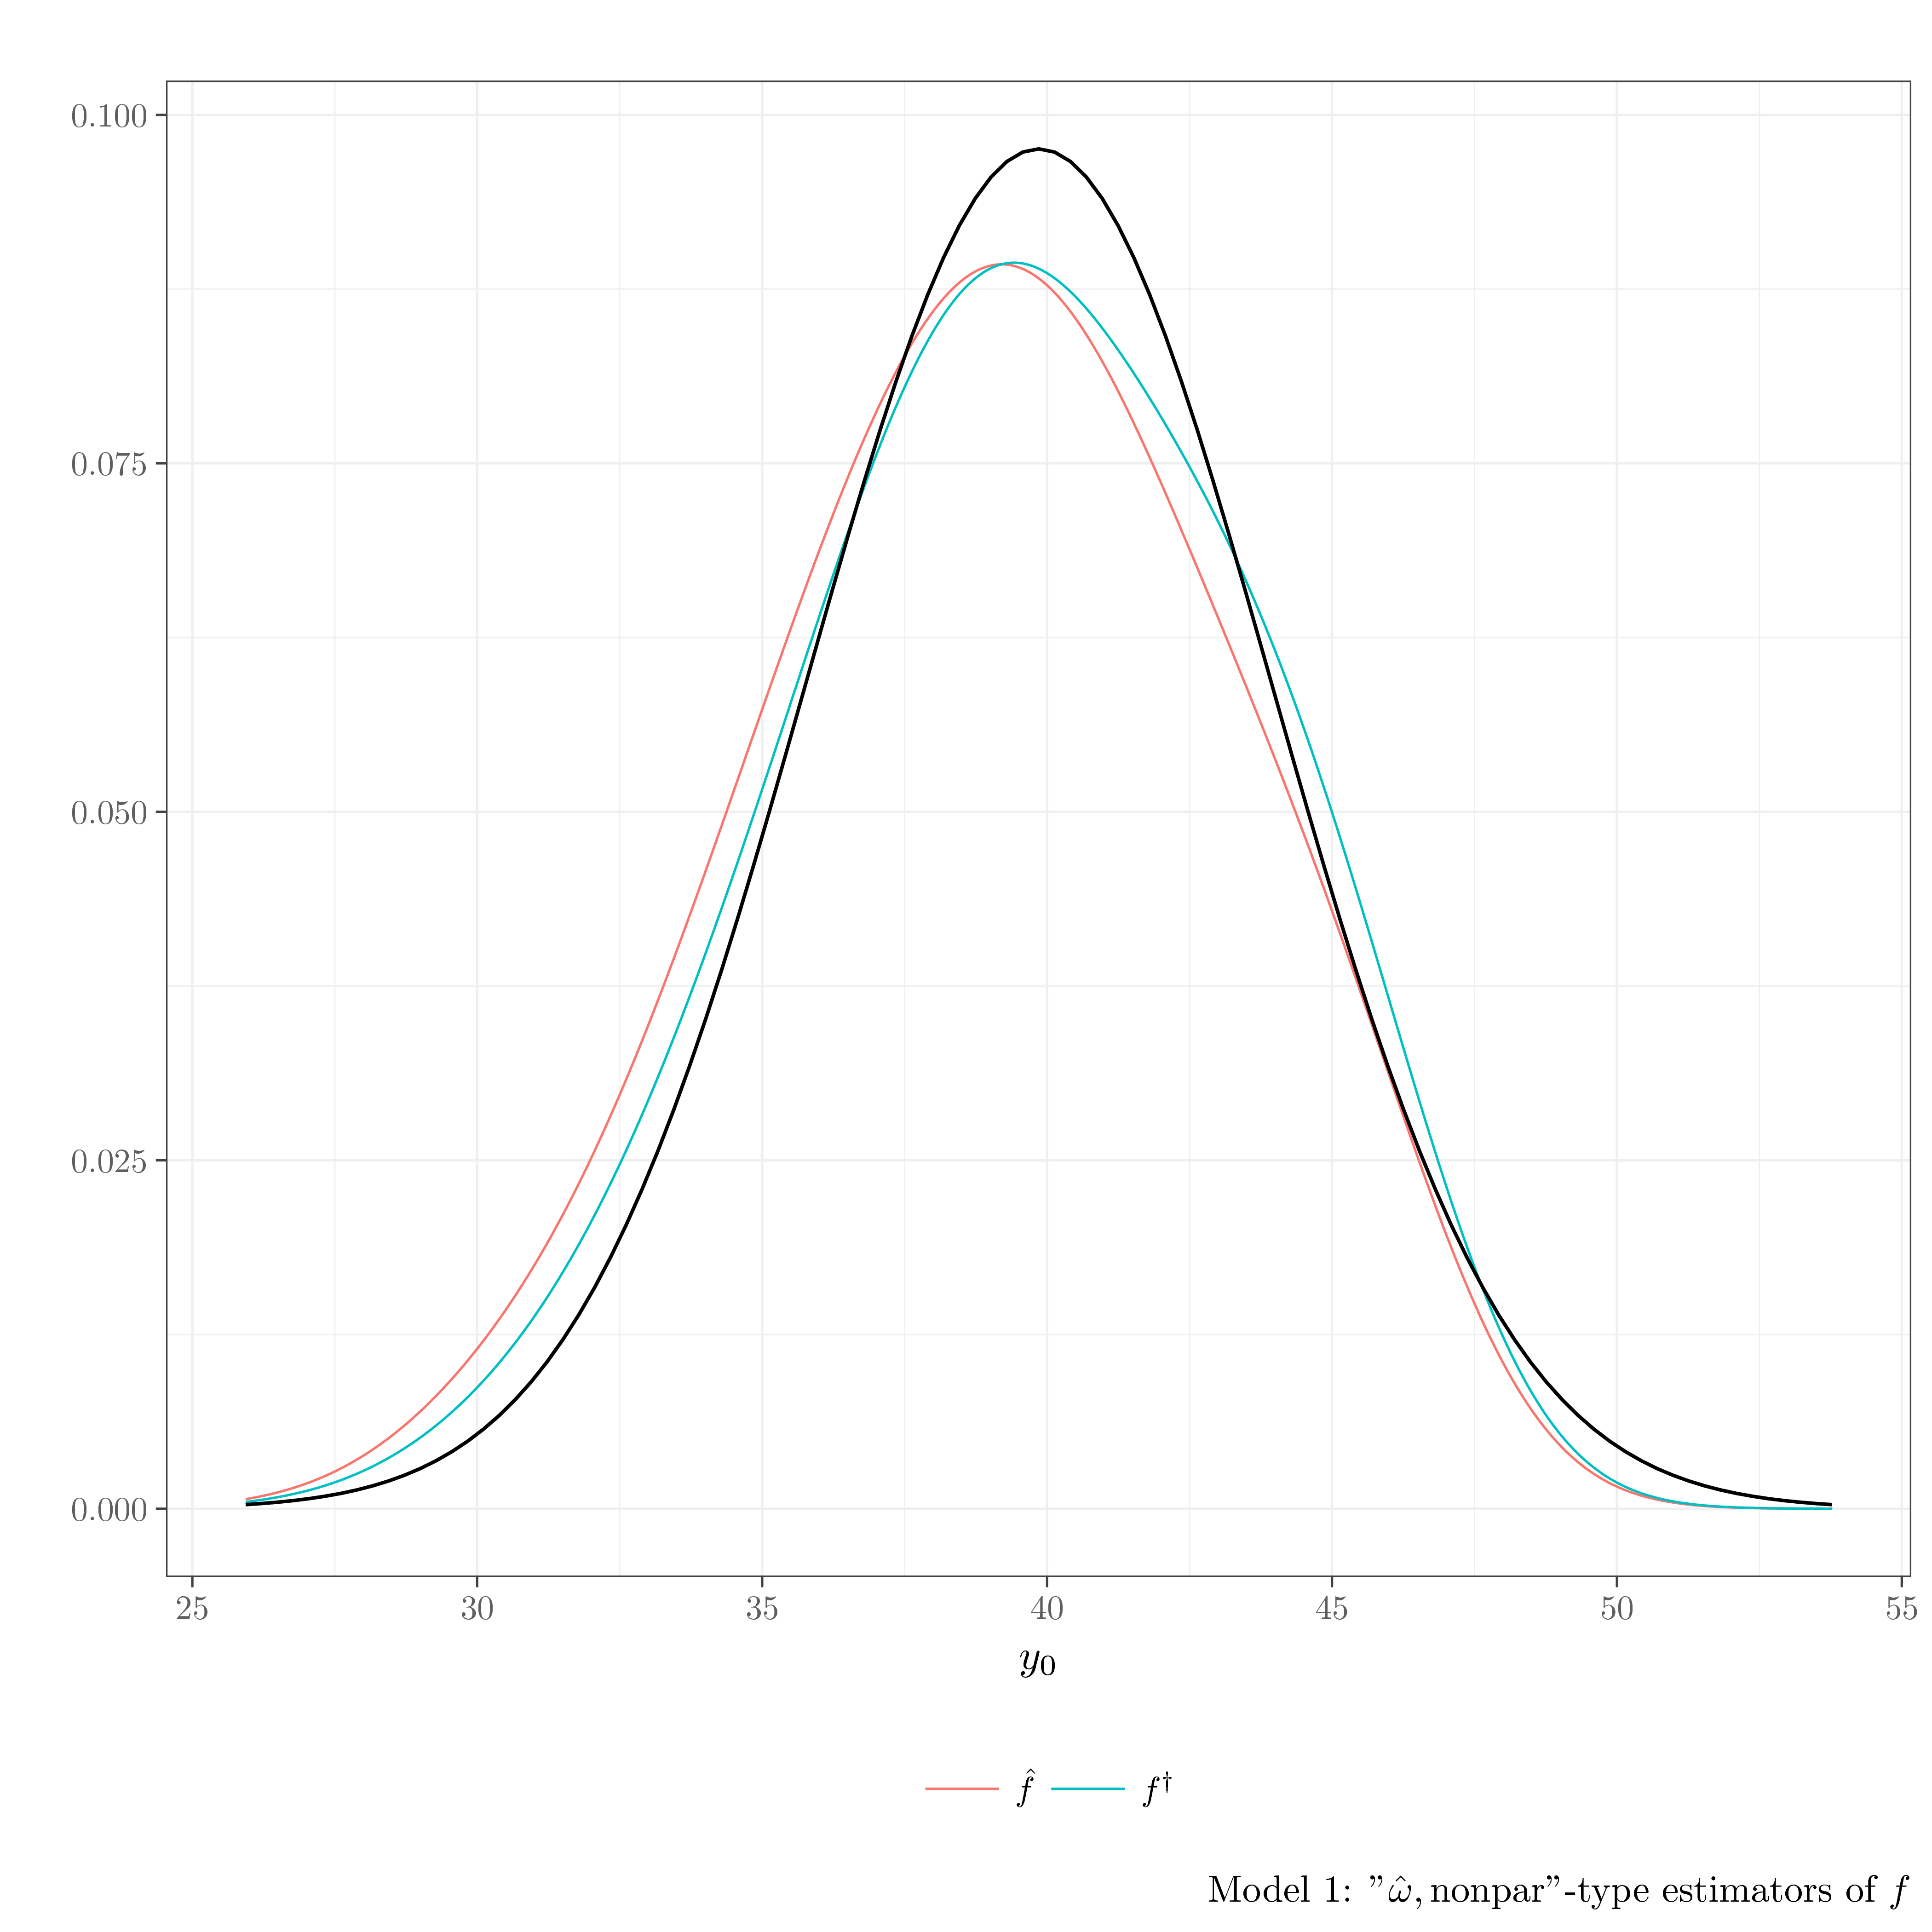 0.100
0.075
0.050
0.025
0.000
25 30 35 40 45 50 55
y₀
f̂ f†
Model 1: ”ω̂, nonpar”-type estimators of f